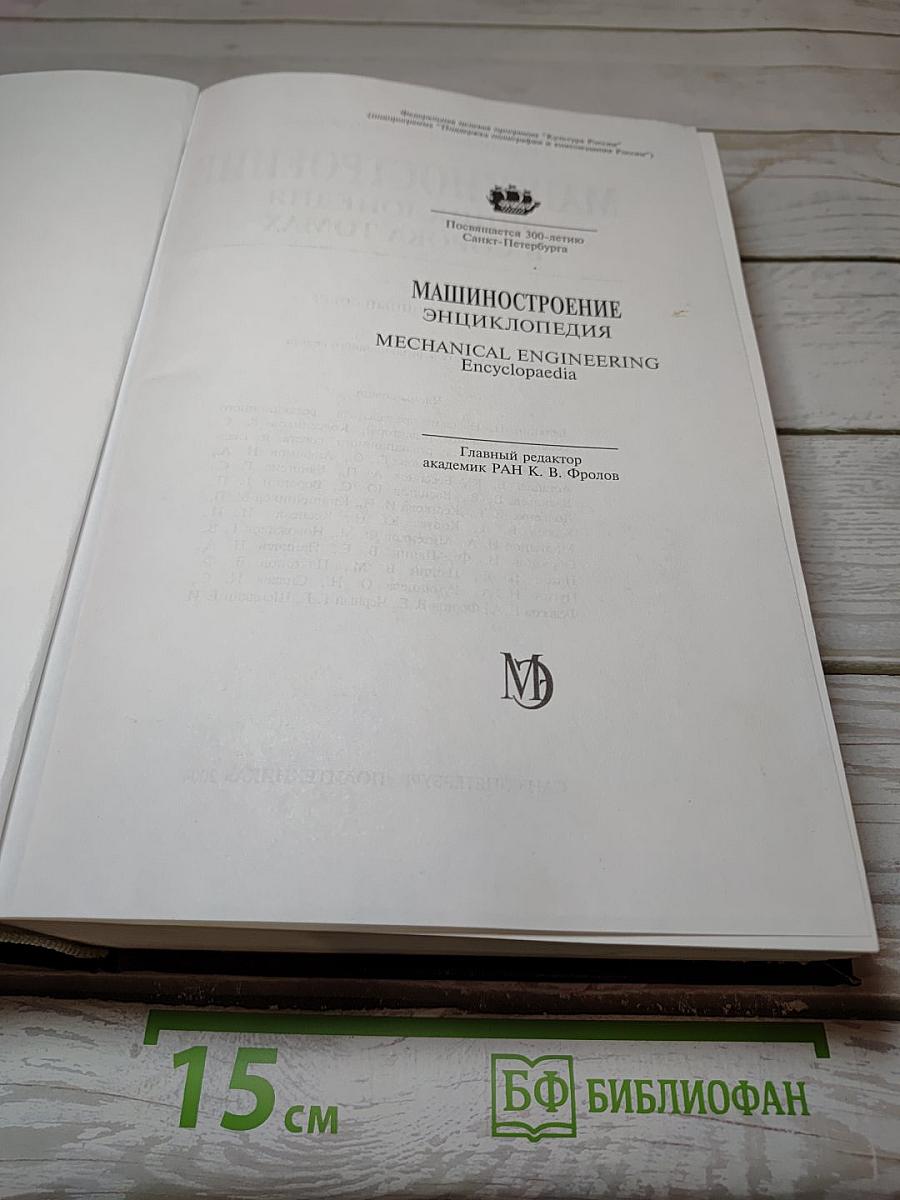 Федеральная целевая программа "Культура России"
(подпрограмма "Поддержка полиграфии и книгоиздания России")
Посвящается 300-летию
Санкт-Петербурга
МАШИНОСТРОЕНИЕ
ЭНЦИКЛОПЕДИЯ
MECHANICAL ENGINEERING
Encyclopaedia
Главный редактор
академик РАН К. В. Фролов
МЭ
15 см
БФ БИБЛИОФАН